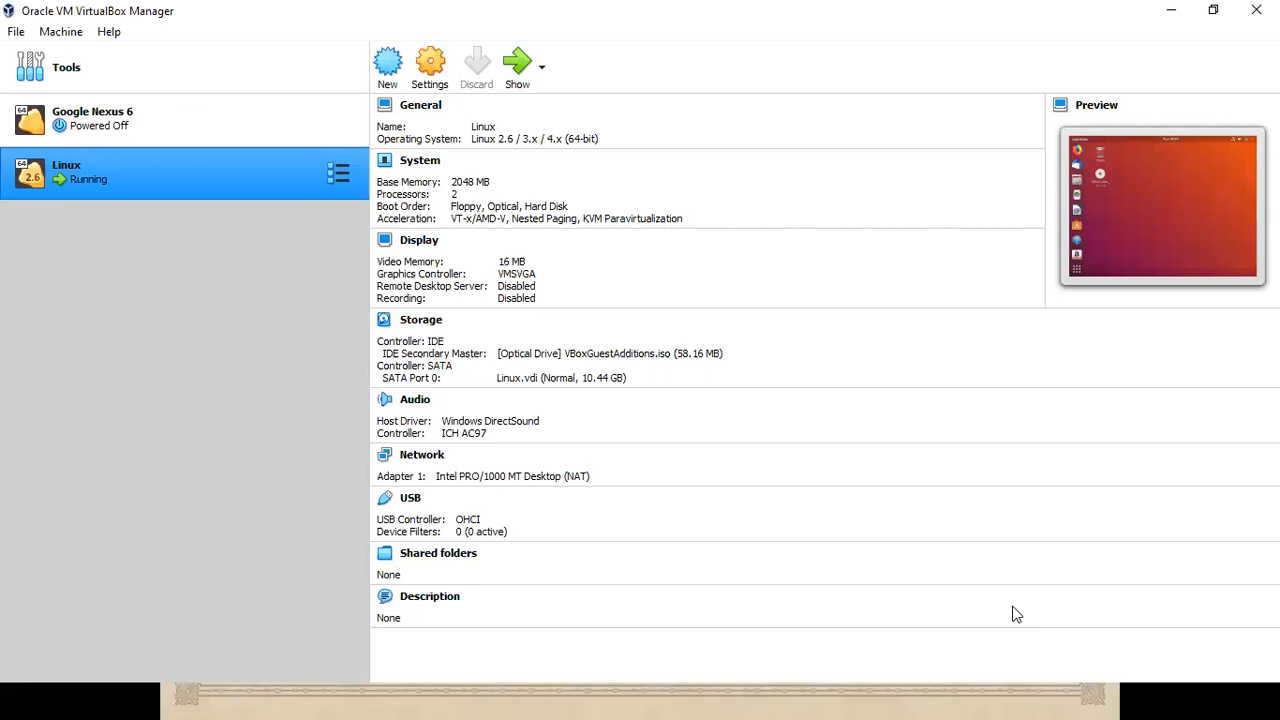 Oracle VM VirtualBox Manager
File Machine Help
Tools
New Settings Discard Show
64 Google Nexus 6
Powered Off
64 2.6 Linux
Running
General
Name: Linux
Operating System: Linux 2.6 / 3.x / 4.x (64-bit)
Preview
System
Base Memory: 2048 MB
Processors: 2
Boot Order: Floppy, Optical, Hard Disk
Acceleration: VT-x/AMD-V, Nested Paging, KVM Paravirtualization
Display
Video Memory: 16 MB
Graphics Controller: VMSVGA
Remote Desktop Server: Disabled
Recording: Disabled
Storage
Controller: IDE
IDE Secondary Master: [Optical Drive] VBoxGuestAdditions.iso (58.16 MB)
Controller: SATA
SATA Port 0: Linux.vdi (Normal, 10.44 GB)
Audio
Host Driver: Windows DirectSound
Controller: ICH AC97
Network
Adapter 1: Intel PRO/1000 MT Desktop (NAT)
USB
USB Controller: OHCI
Device Filters: 0 (0 active)
Shared folders
None
Description
None